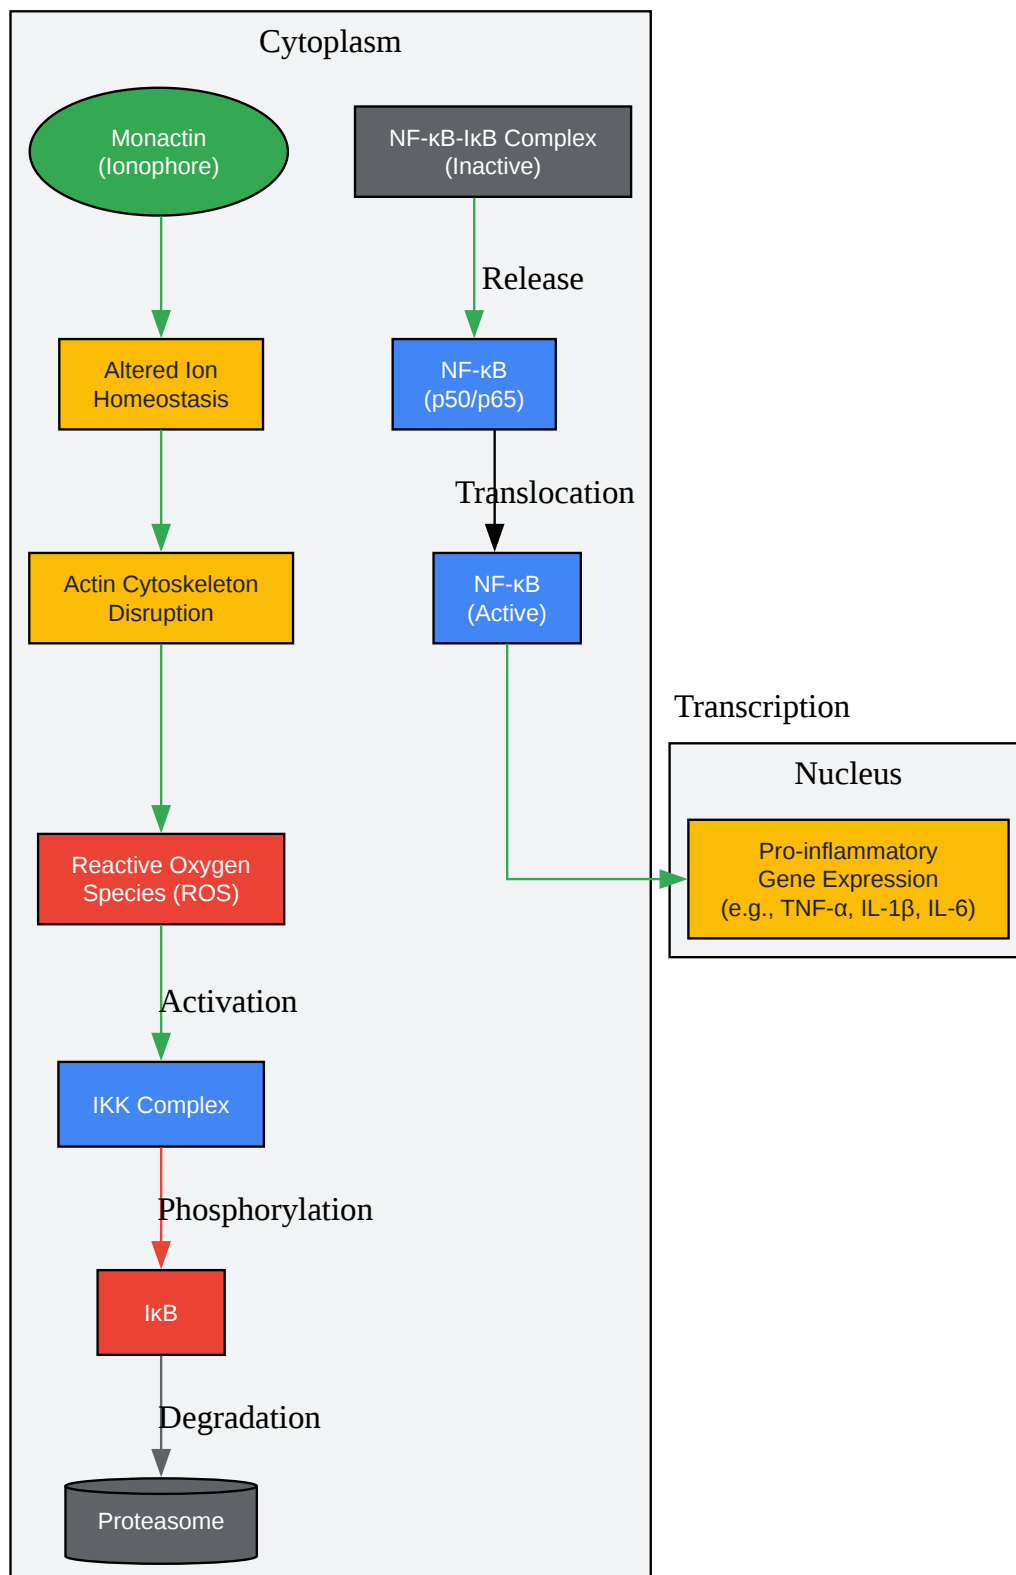 Cytoplasm
Monactin
(Ionophore)
NF-κB-IκB Complex
(Inactive)
Release
Altered Ion
Homeostasis
NF-κB
(p50/p65)
Translocation
Actin Cytoskeleton
Disruption
NF-κB
(Active)
Transcription
Nucleus
Pro-inflammatory
Gene Expression
(e.g., TNF-α, IL-1β, IL-6)
Reactive Oxygen
Species (ROS)
Activation
IKK Complex
Phosphorylation
IκB
Degradation
Proteasome